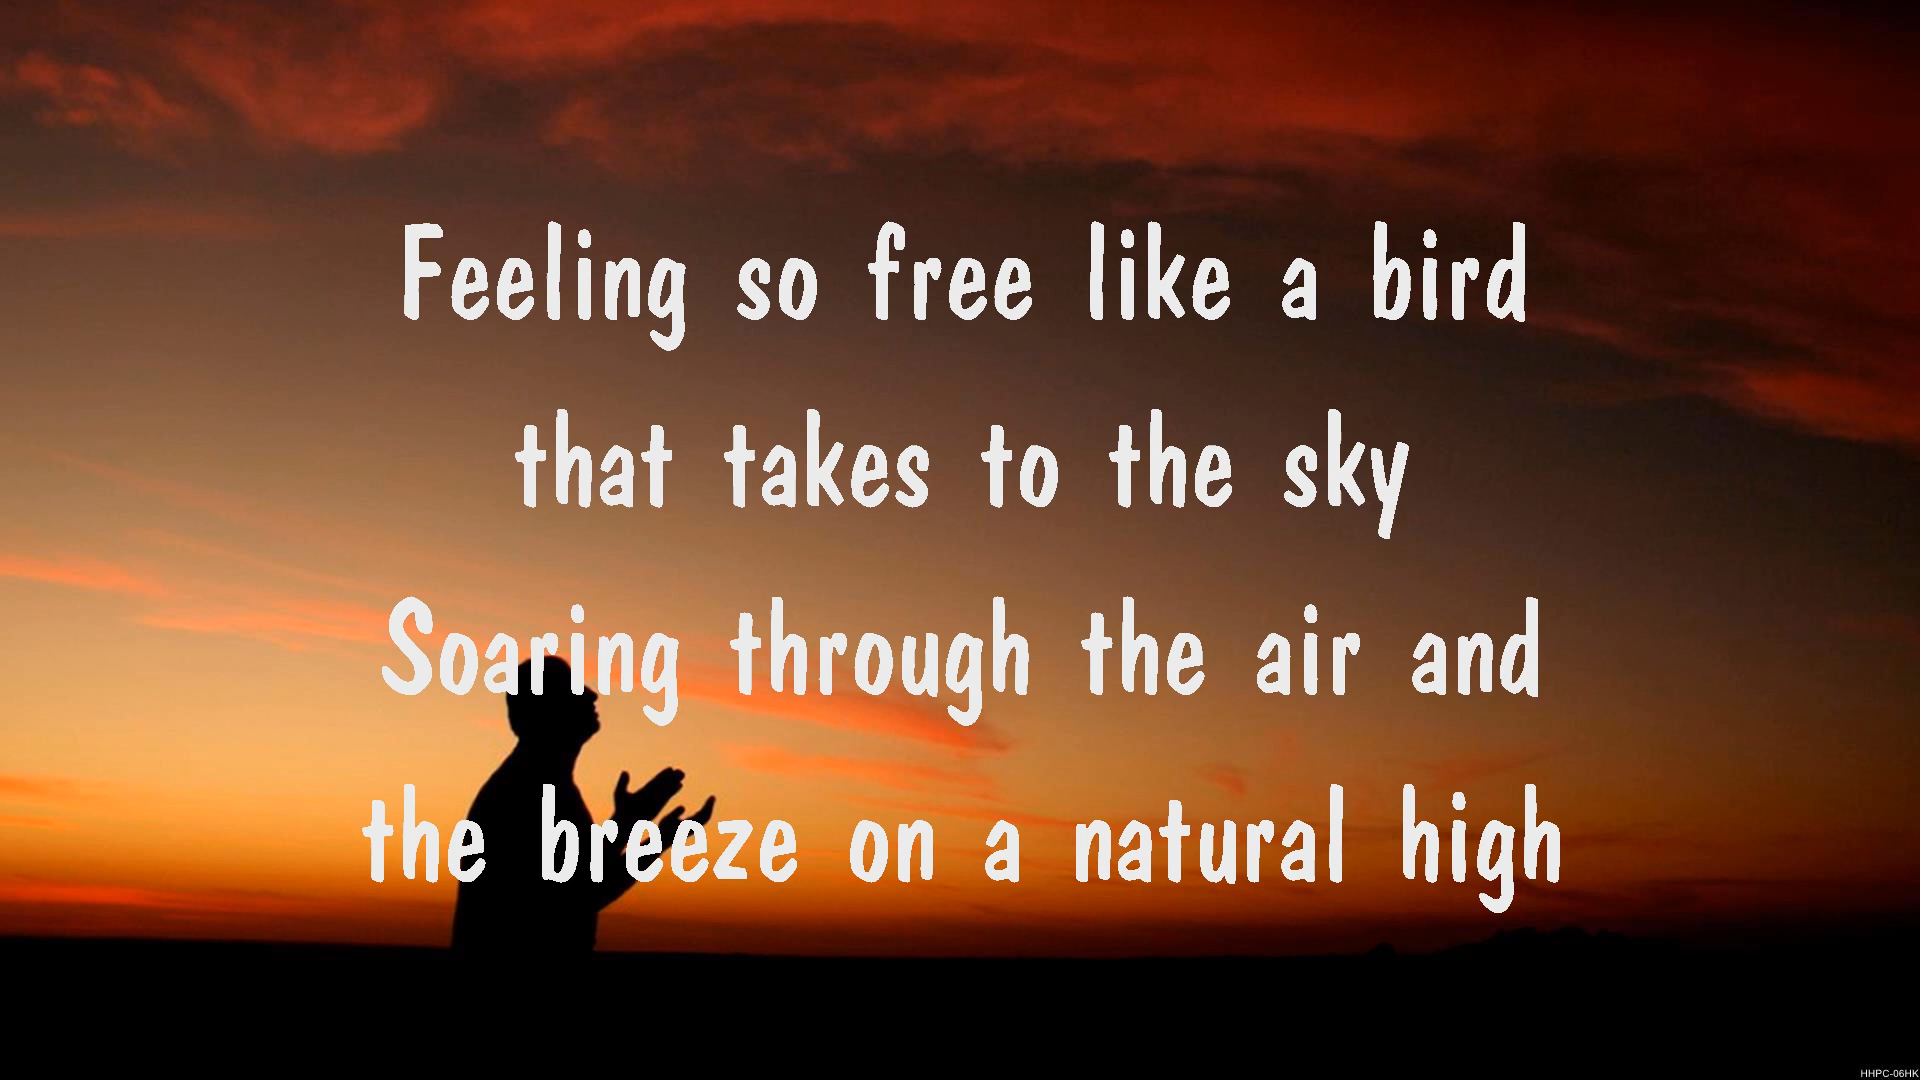 Feeling so free like a bird
that takes to the sky
Soaring through the air and
the breeze on a natural high
HHPC-06HK